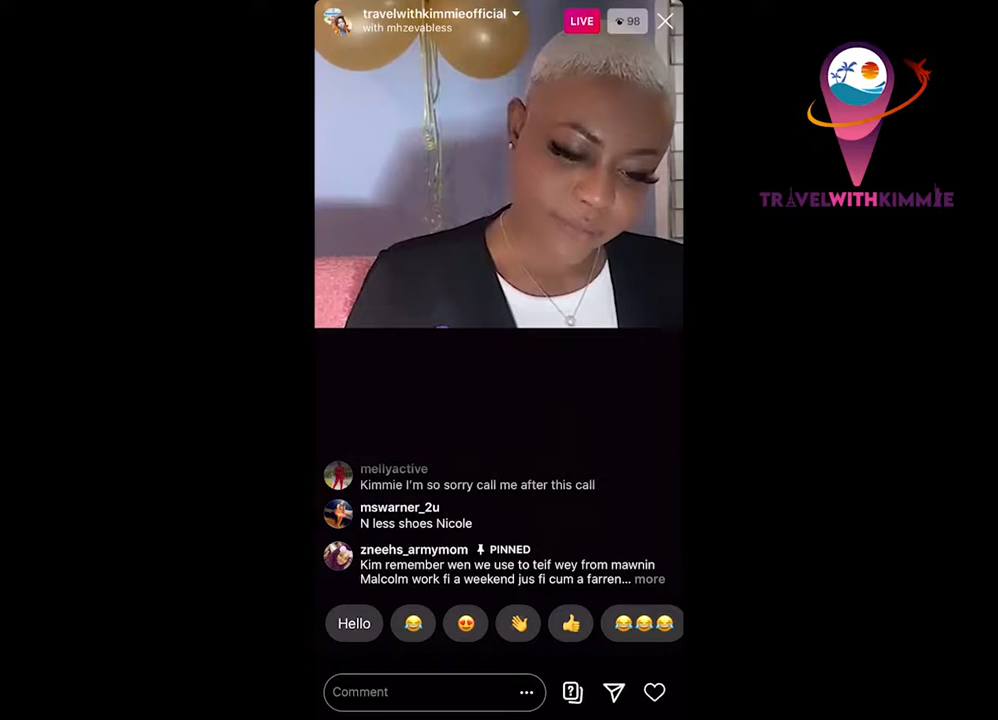 travelwithkimmieofficial
with mhzevabless
LIVE
98
TRAVELWITHKIMMIE
mellyactive
Kimmie I'm so sorry call me after this call
mswarner_2u
N less shoes Nicole
zneehs_armymom PINNED
Kim remember wen we use to teif wey from mawnin
Malcolm work fi a weekend jus fi cum a farren... more
Hello
Comment